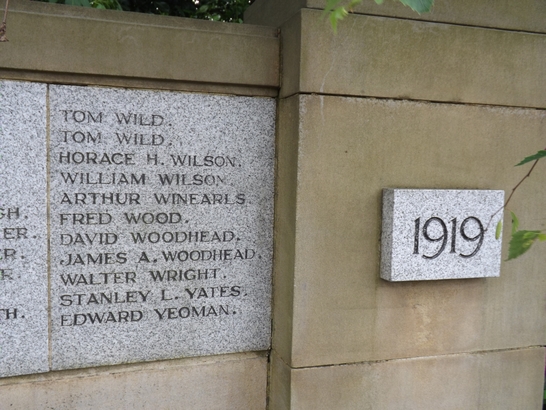 TOM WILD.
TOM WILD.
HORACE H. WILSON.
WILLIAM WILSON.
ARTHUR WINEARLS.
FRED WOOD.
DAVID WOODHEAD.
JAMES A. WOODHEAD.
WALTER WRIGHT.
STANLEY L. YATES.
EDWARD YEOMAN.
1919